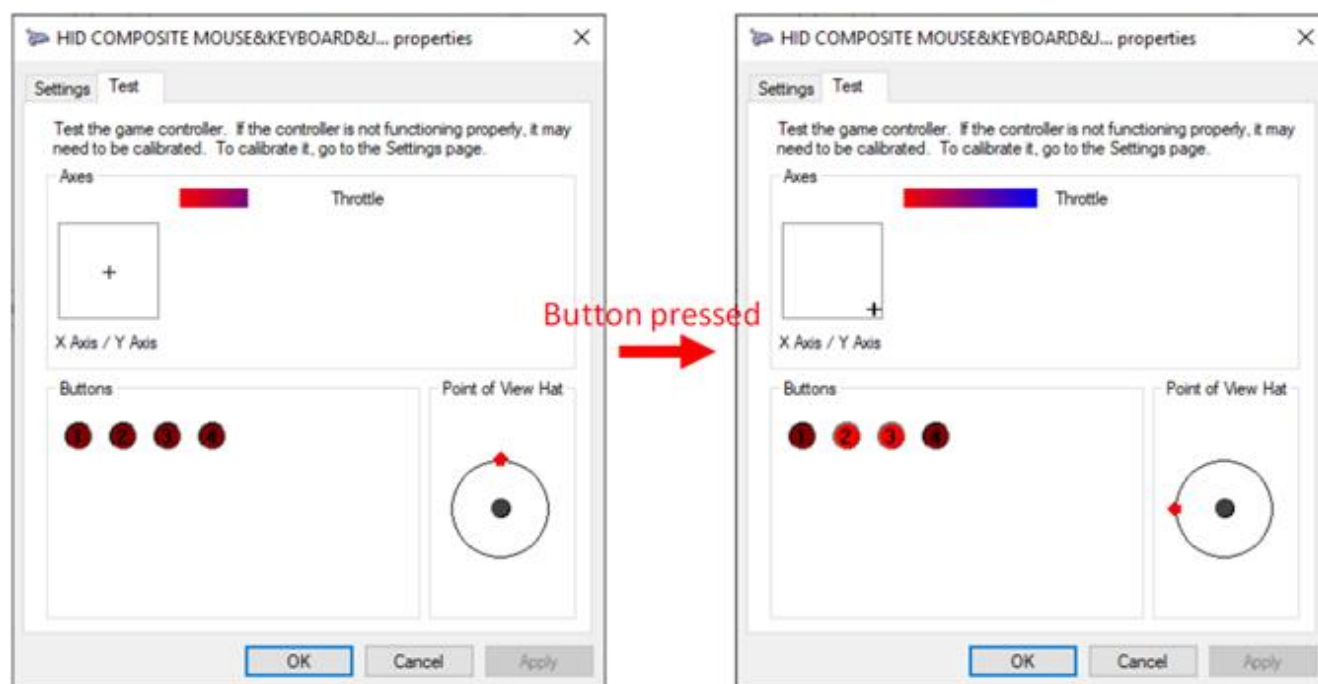 HID COMPOSITE MOUSE&KEYBOARD&J... properties
Settings Test
Test the game controller. If the controller is not functioning properly, it may
need to be calibrated. To calibrate it, go to the Settings page.
Axes
Throttle
X Axis / Y Axis
Buttons
1 2 3 4
Point of View Hat
OK Cancel Apply
Button pressed
HID COMPOSITE MOUSE&KEYBOARD&J... properties
Settings Test
Test the game controller. If the controller is not functioning properly, it may
need to be calibrated. To calibrate it, go to the Settings page.
Axes
Throttle
X Axis / Y Axis
Buttons
1 2 3 4
Point of View Hat
OK Cancel Apply